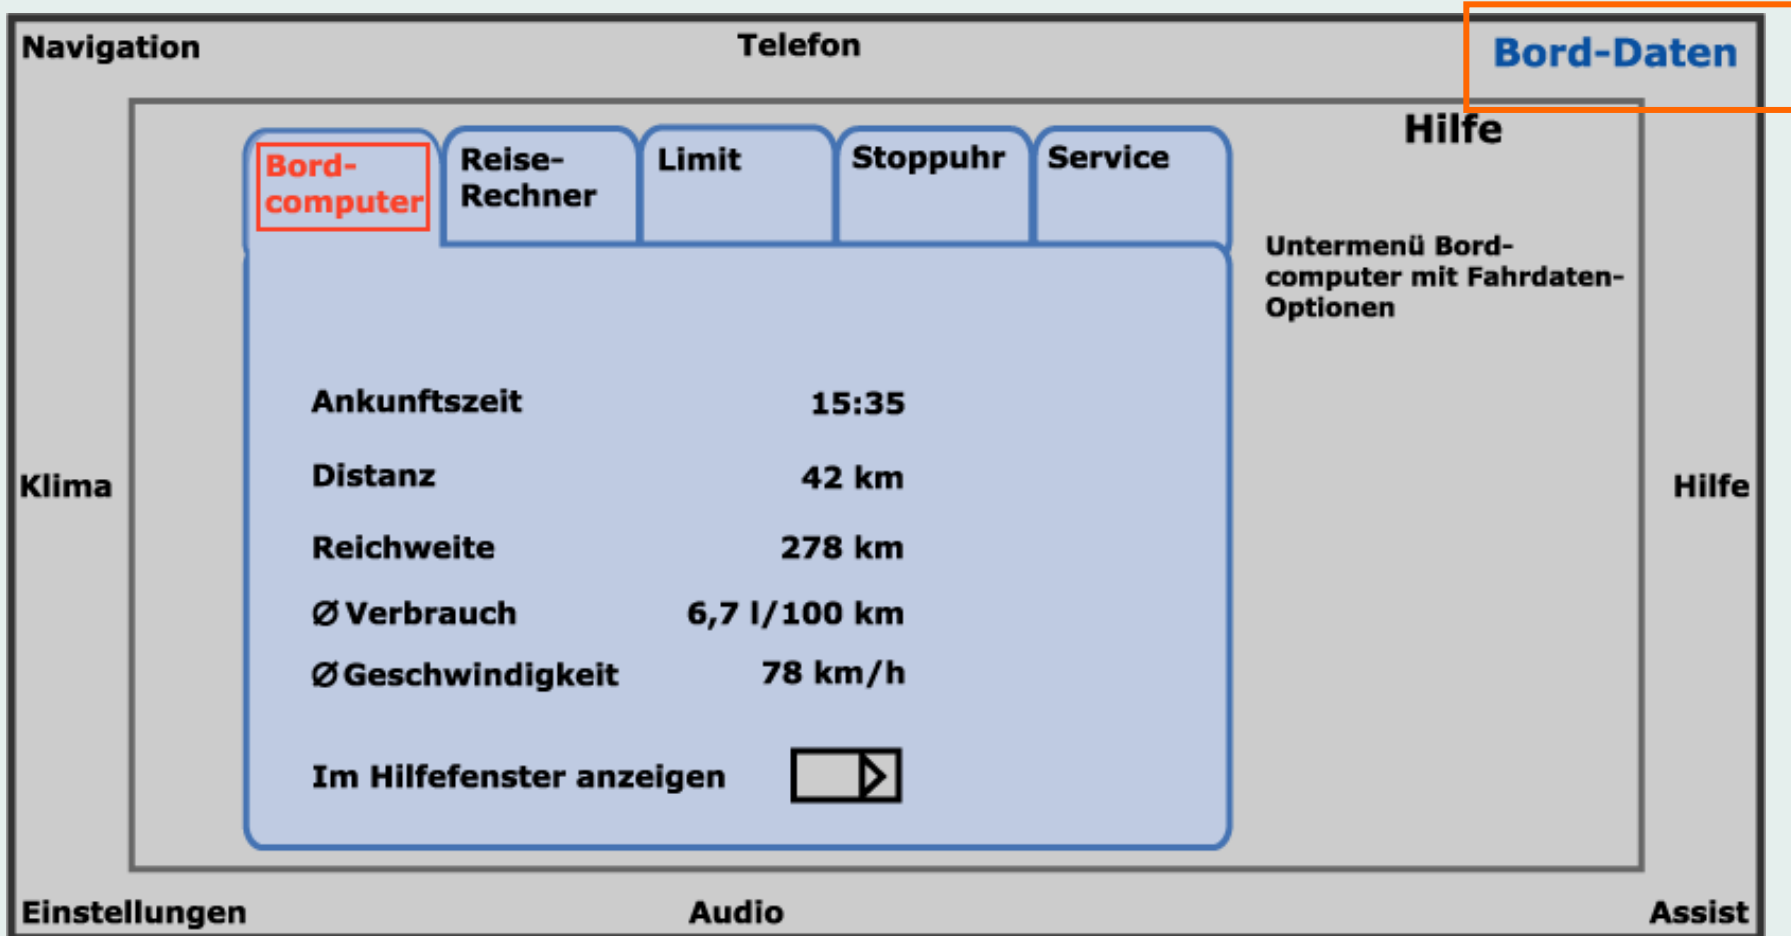 Navigation
Telefon
Bord-Daten
Bord-
computer
Reise-
Rechner
Limit
Stoppuhr
Service
Hilfe
Untermenü Bord-
computer mit Fahrdaten-
Optionen
Ankunftszeit 15:35
Distanz 42 km
Reichweite 278 km
Ø Verbrauch 6,7 l/100 km
Ø Geschwindigkeit 78 km/h
Im Hilfefenster anzeigen
Klima
Hilfe
Einstellungen
Audio
Assist